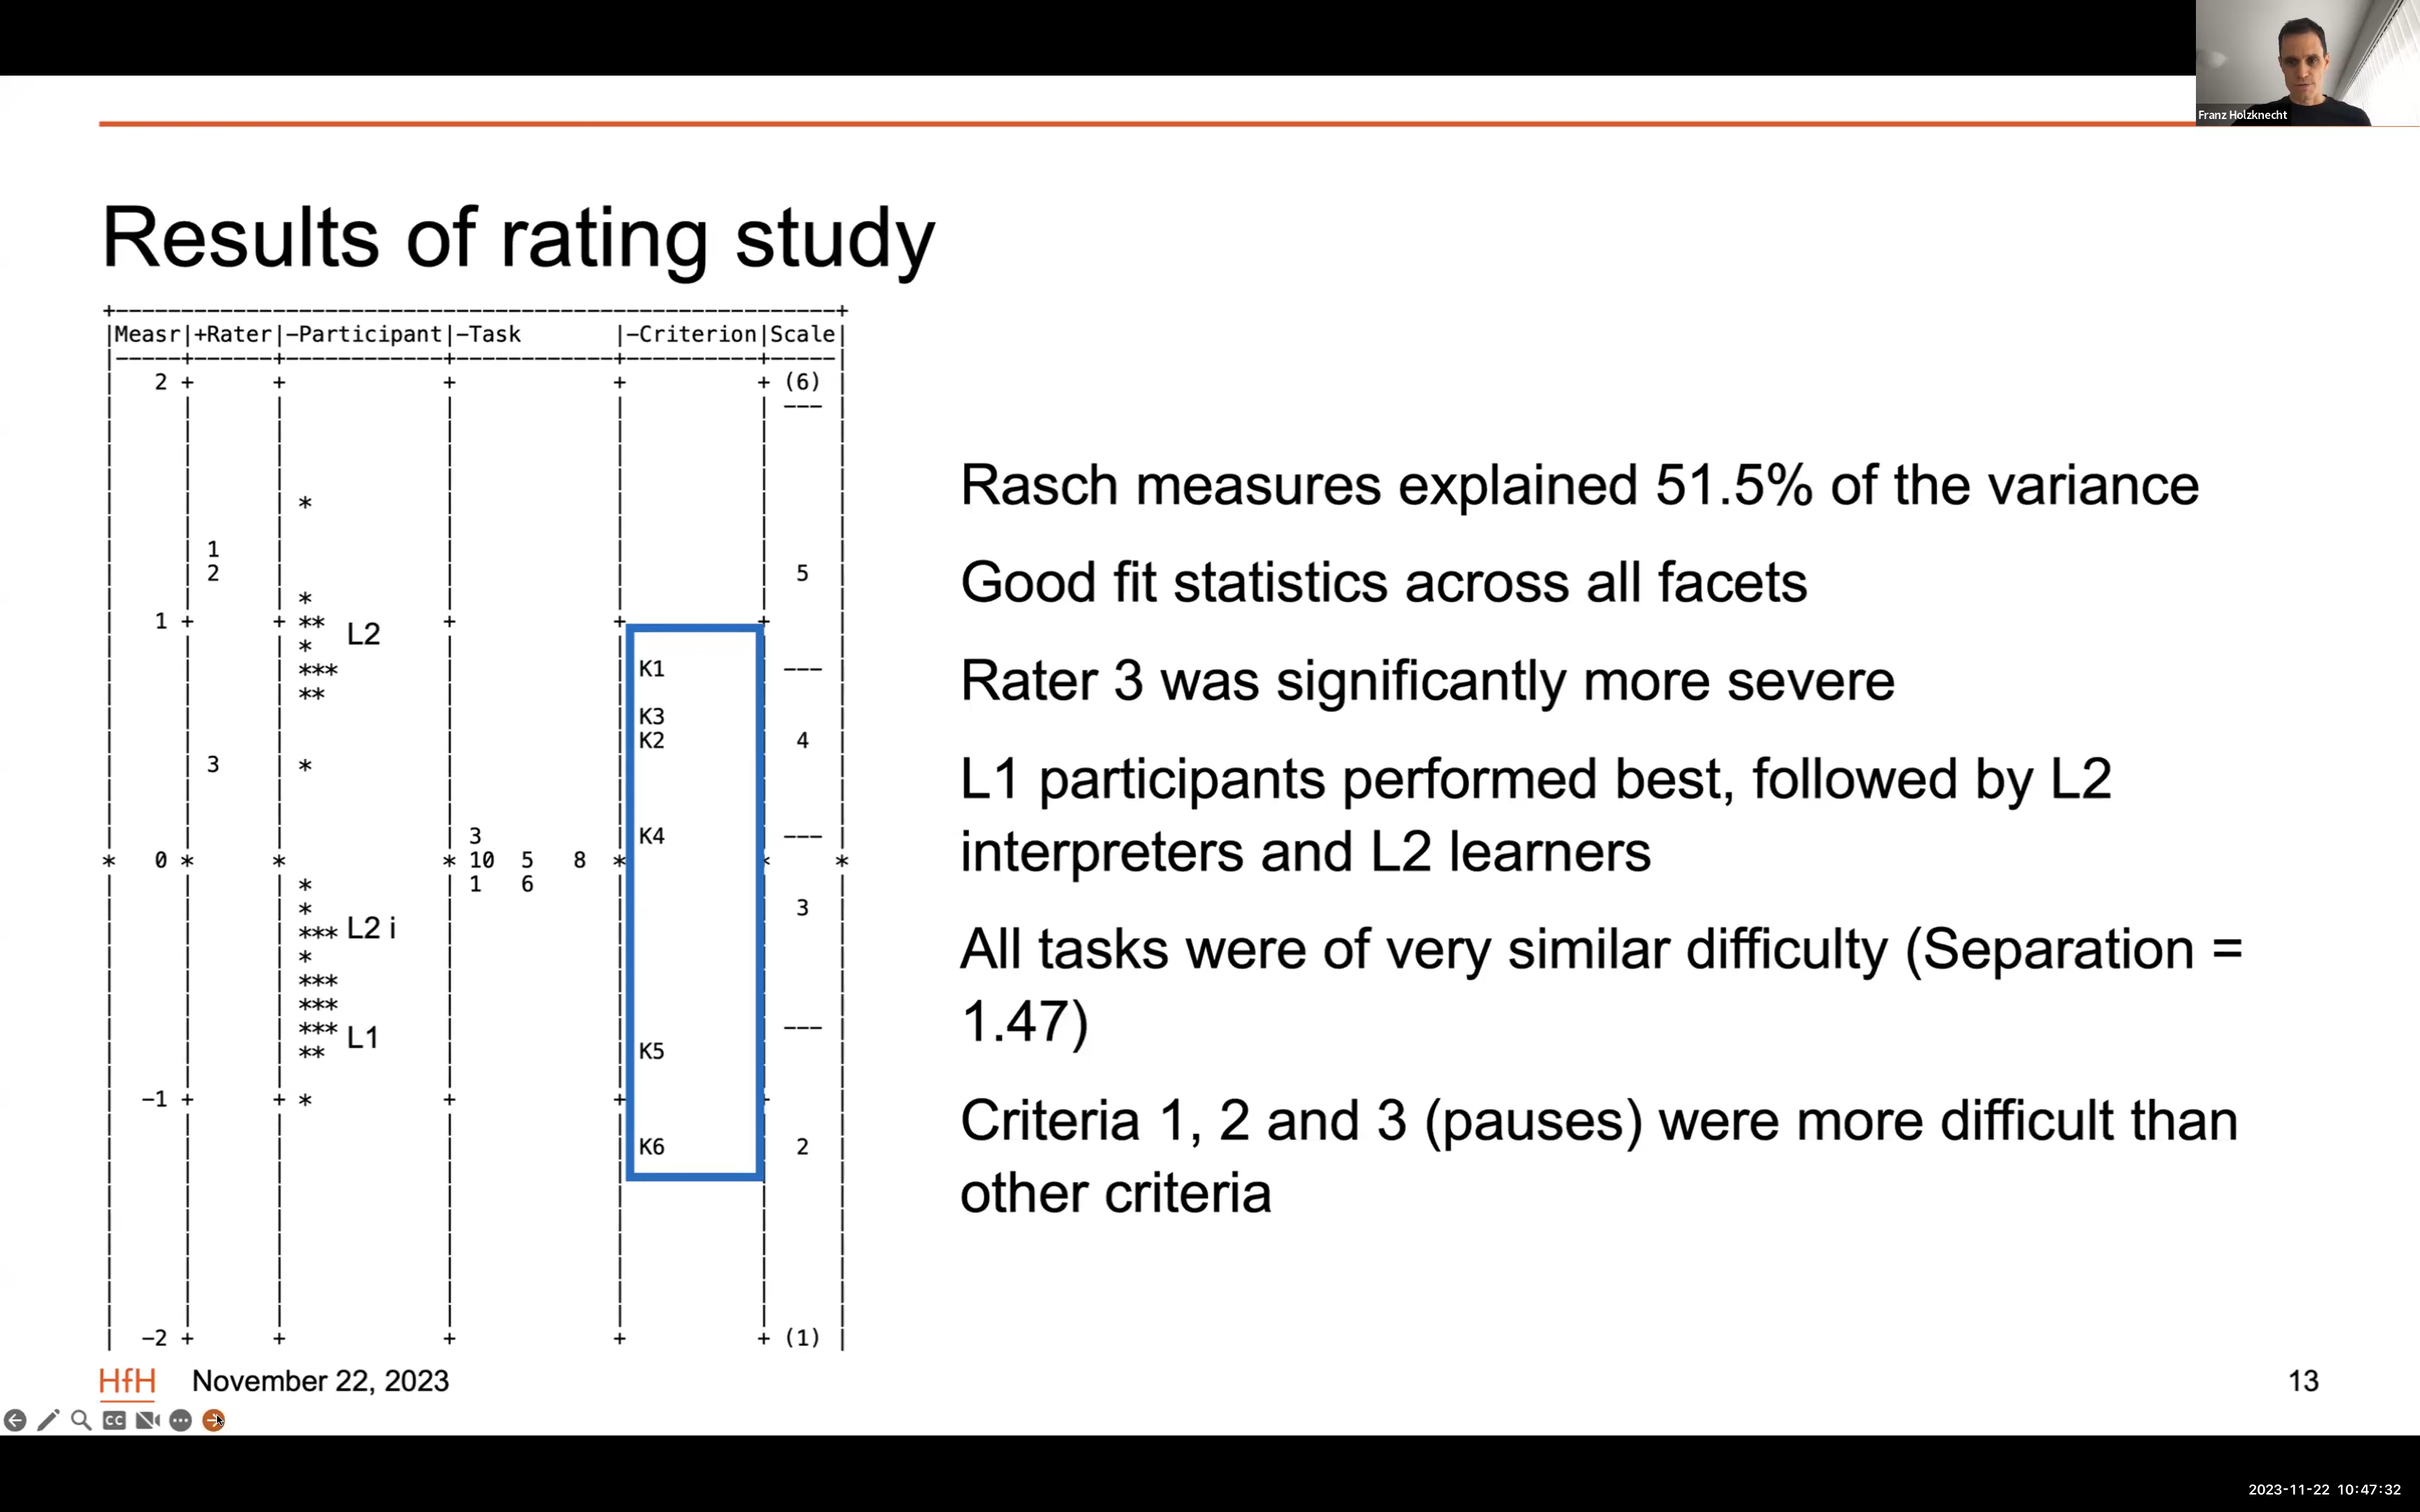 Franz Holzknecht
Results of rating study
|Measr|+Rater|-Participant|-Task |-Criterion|Scale|
2 + + + + + (6)
---
*
1
2 5
*
1 + + ** L2 + + +
*
*** K1 ---
**
K3
K2 4
3 *
3 K4 ---
* 0 * * * 10 5 8 * *
* 1 6
* 3
*** L2 i
*
***
***
*** L1 ---
** K5
-1 + + * + +
K6 2
-2 + + + + + (1)
Rasch measures explained 51.5% of the variance
Good fit statistics across all facets
Rater 3 was significantly more severe
L1 participants performed best, followed by L2
interpreters and L2 learners
All tasks were of very similar difficulty (Separation =
1.47)
Criteria 1, 2 and 3 (pauses) were more difficult than
other criteria
HfH November 22, 2023
13
CC
2023-11-22 10:47:32